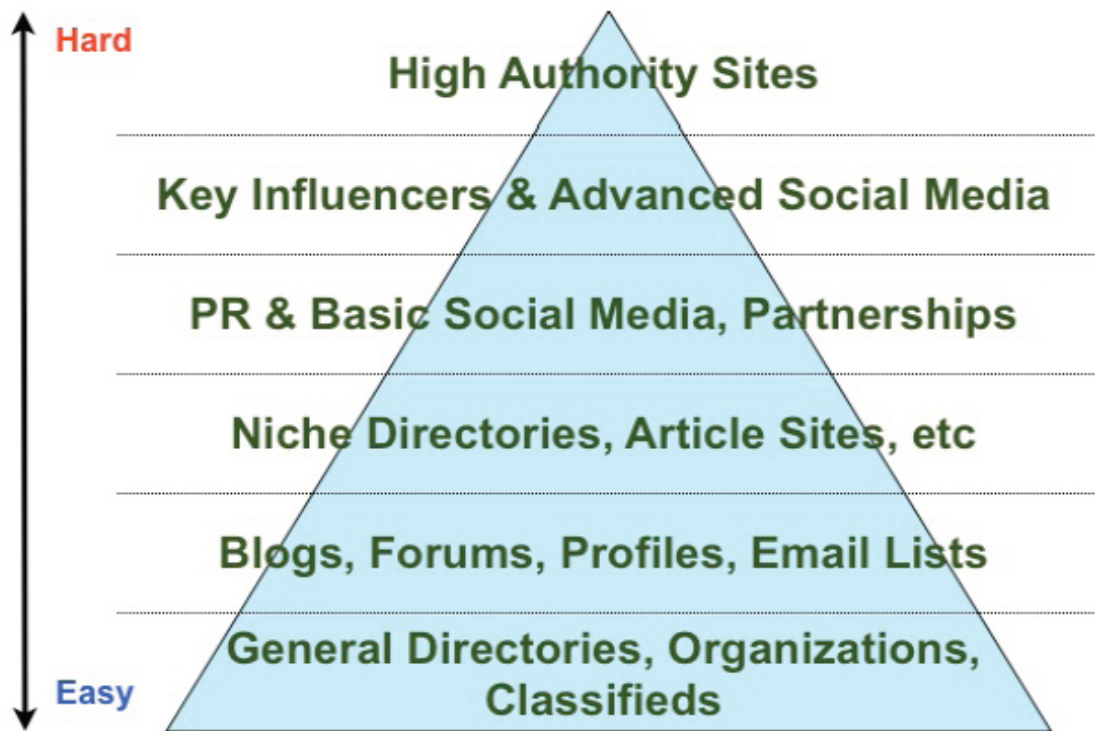 Hard
High Authority Sites
Key Influencers & Advanced Social Media
PR & Basic Social Media, Partnerships
Niche Directories, Article Sites, etc
Blogs, Forums, Profiles, Email Lists
General Directories, Organizations,
Classifieds
Easy